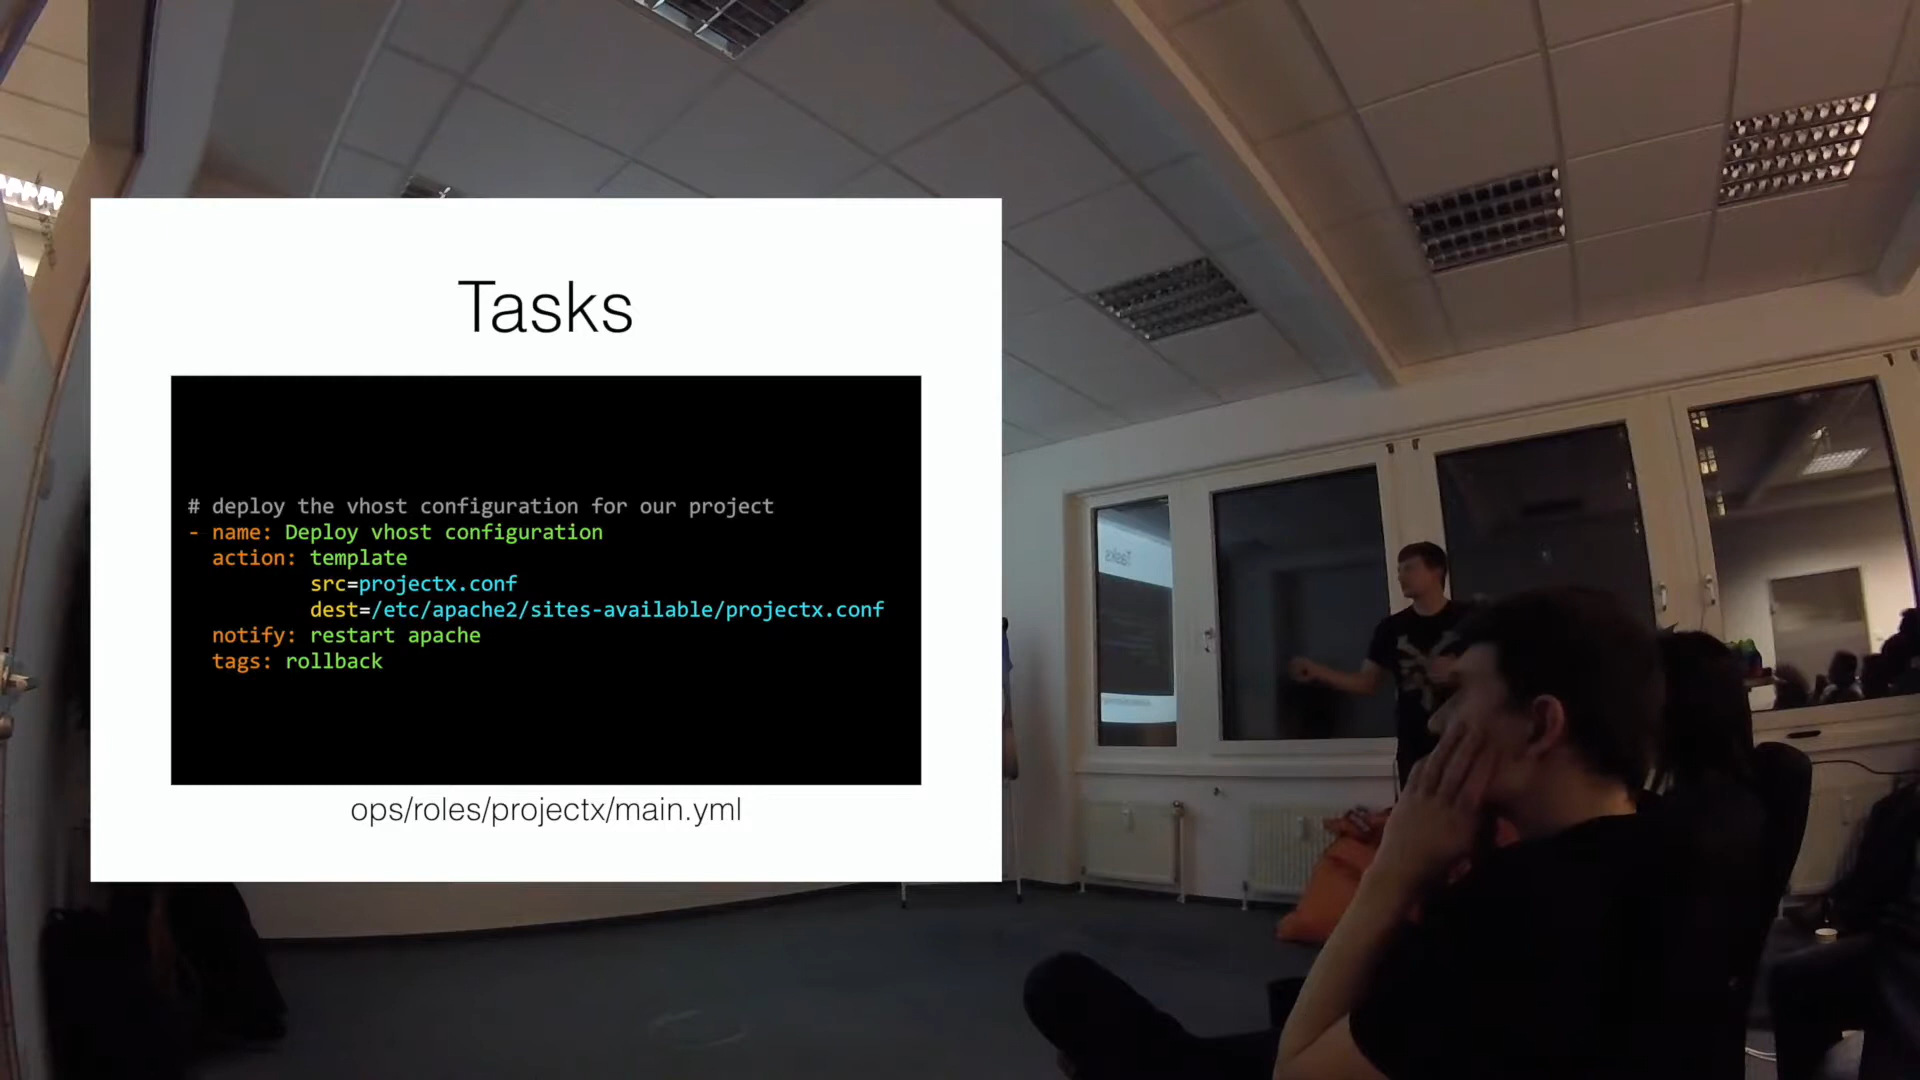 Tasks
# deploy the vhost configuration for our project
- name: Deploy vhost configuration
action: template
src=projectx.conf
dest=/etc/apache2/sites-available/projectx.conf
notify: restart apache
tags: rollback
ops/roles/projectx/main.yml
Tasks